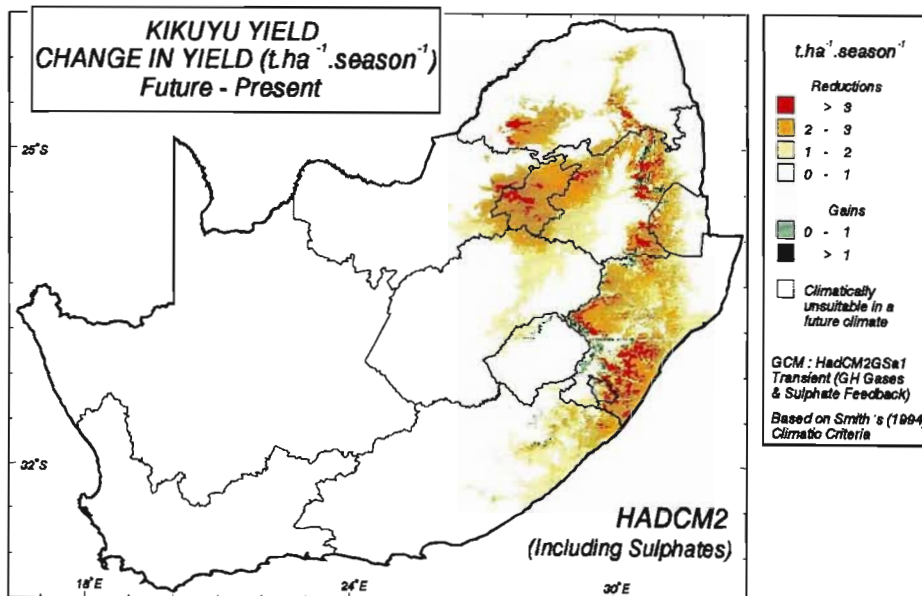 KIKUYU YIELD
CHANGE IN YIELD (t.ha⁻¹.season⁻¹)
Future - Present
25°S
32°S
18°E
24°E
30°E
HADCM2
(Including Sulphates)
t.ha⁻¹.season⁻¹
Reductions
> 3
2 - 3
1 - 2
0 - 1
Gains
0 - 1
> 1
Climatically
unsuitable in a
future climate
GCM : HadCM2GSa1
Transient (GH Gases
& Sulphate Feedback)
Based on Smith 's (1994)
Climatic Criteria